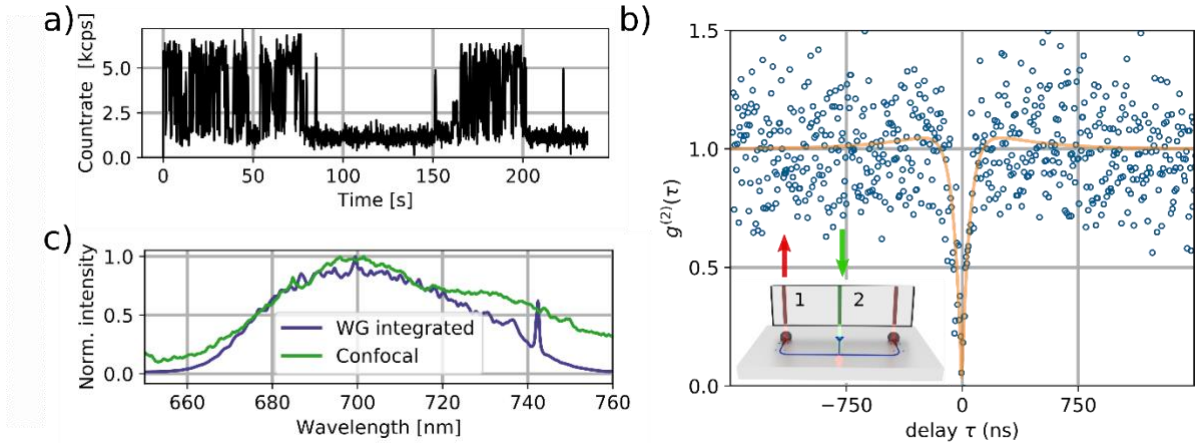 a)
Countrate [kcps]
5.0
2.5
0.0
0 50 100 150 200
Time [s]
b)
g(2)(τ)
1.5
1.0
0.5
0.0
−750 0 750
delay τ (ns)
1 2
c)
Norm. intensity
1.0
0.5
0.0
WG integrated
Confocal
660 680 700 720 740 760
Wavelength [nm]